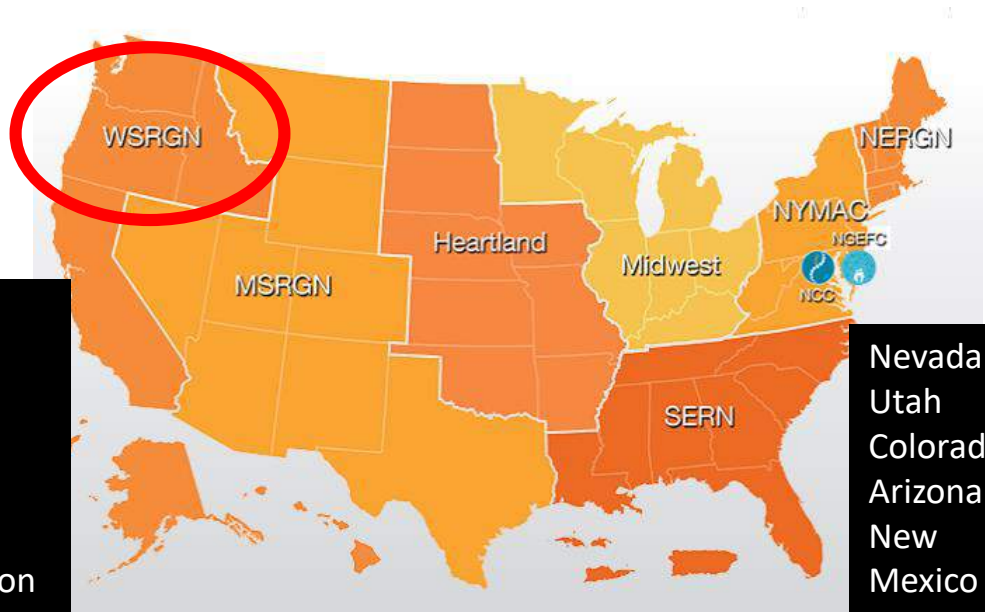 WSRGN
NERGN
NYMAC
NGEFC
Heartland
Midwest
MSRGN
NCC
SERN
Nevada
Utah
Colorad
Arizona
New
Mexico
on